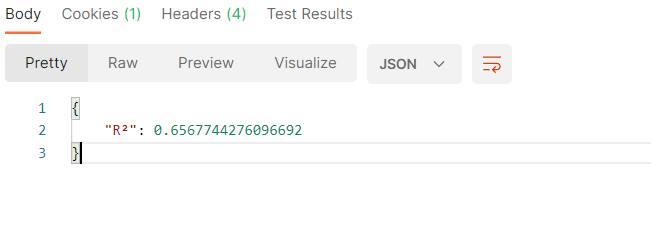 Body Cookies (1) Headers (4) Test Results
Pretty Raw Preview Visualize JSON
1 {
2 "R²": 0.6567744276096692
3 }